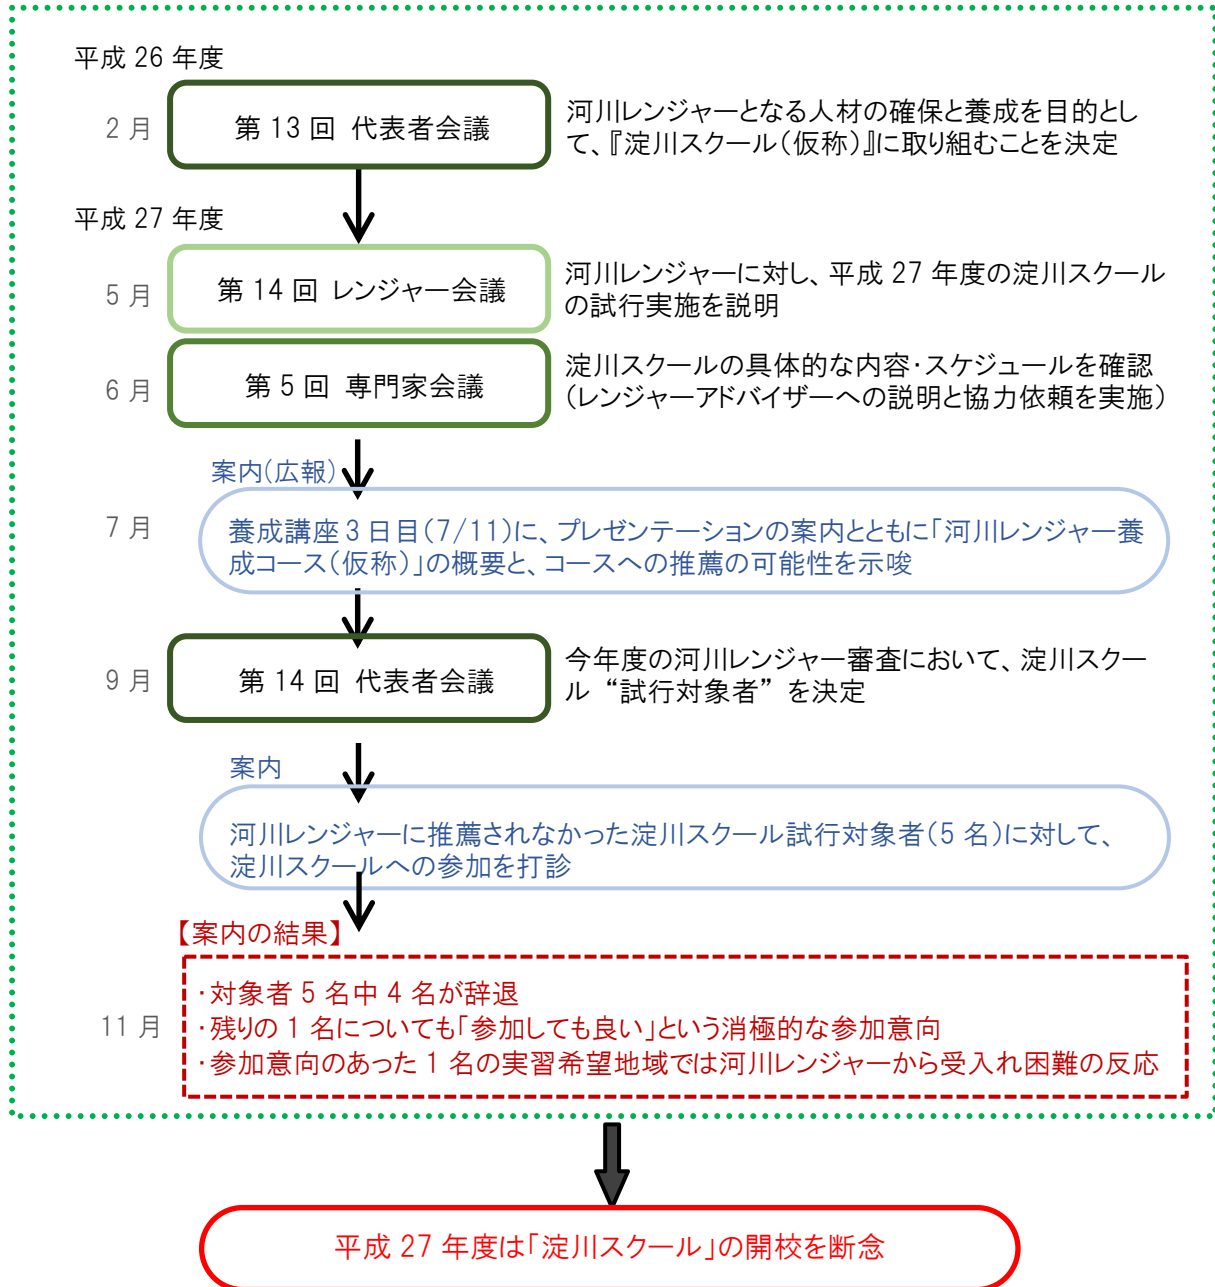 平成 26 年度
2 月
第 13 回 代表者会議
河川レンジャーとなる人材の確保と養成を目的とし
て、『淀川スクール（仮称）』に取り組むことを決定
平成 27 年度
5 月
第 14 回 レンジャー会議
河川レンジャーに対し、平成 27 年度の淀川スクール
の試行実施を説明
6 月
第 5 回 専門家会議
淀川スクールの具体的な内容・スケジュールを確認
（レンジャーアドバイザーへの説明と協力依頼を実施）
案内（広報）
7 月
養成講座 3 日目（7/11）に、プレゼンテーションの案内とともに「河川レンジャー養
成コース（仮称）」の概要と、コースへの推薦の可能性を示唆
9 月
第 14 回 代表者会議
今年度の河川レンジャー審査において、淀川スクー
ル “試行対象者” を決定
案内
河川レンジャーに推薦されなかった淀川スクール試行対象者（5 名）に対して、
淀川スクールへの参加を打診
【案内の結果】
11 月
・対象者 5 名中 4 名が辞退
・残りの 1 名についても「参加しても良い」という消極的な参加意向
・参加意向のあった 1 名の実習希望地域では河川レンジャーから受入れ困難の反応
平成 27 年度は「淀川スクール」の開校を断念